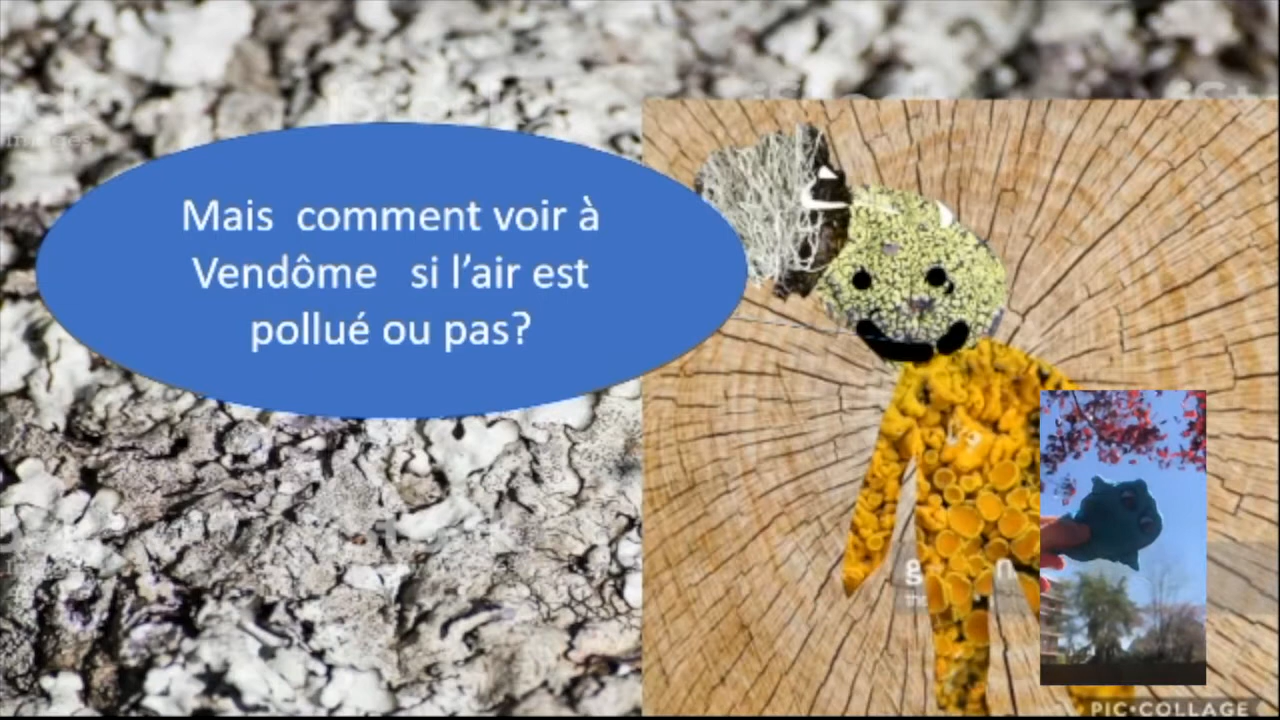 Mais comment voir à
Vendôme si l’air est
pollué ou pas?
PIC•COLLAGE